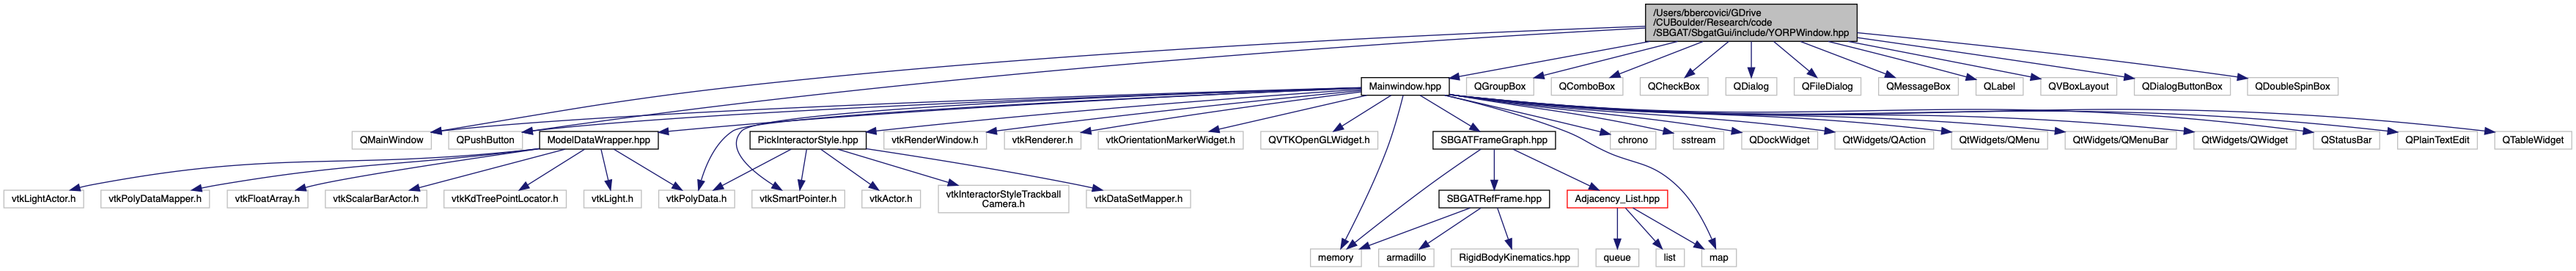 /Users/bbercovici/GDrive
/CUBoulder/Research/code
/SBGAT/SbgatGui/include/YORPWindow.hpp
Mainwindow.hpp
QGroupBox
QComboBox
QCheckBox
QDialog
QFileDialog
QMessageBox
QLabel
QVBoxLayout
QDialogButtonBox
QDoubleSpinBox
QMainWindow
QPushButton
ModelDataWrapper.hpp
PickInteractorStyle.hpp
vtkRenderWindow.h
vtkRenderer.h
vtkOrientationMarkerWidget.h
QVTKOpenGLWidget.h
SBGATFrameGraph.hpp
chrono
sstream
QDockWidget
QtWidgets/QAction
QtWidgets/QMenu
QtWidgets/QMenuBar
QtWidgets/QWidget
QStatusBar
QPlainTextEdit
QTableWidget
vtkLightActor.h
vtkPolyDataMapper.h
vtkFloatArray.h
vtkScalarBarActor.h
vtkKdTreePointLocator.h
vtkLight.h
vtkPolyData.h
vtkSmartPointer.h
vtkActor.h
vtkInteractorStyleTrackball
Camera.h
vtkDataSetMapper.h
SBGATRefFrame.hpp
Adjacency_List.hpp
memory
armadillo
RigidBodyKinematics.hpp
queue
list
map